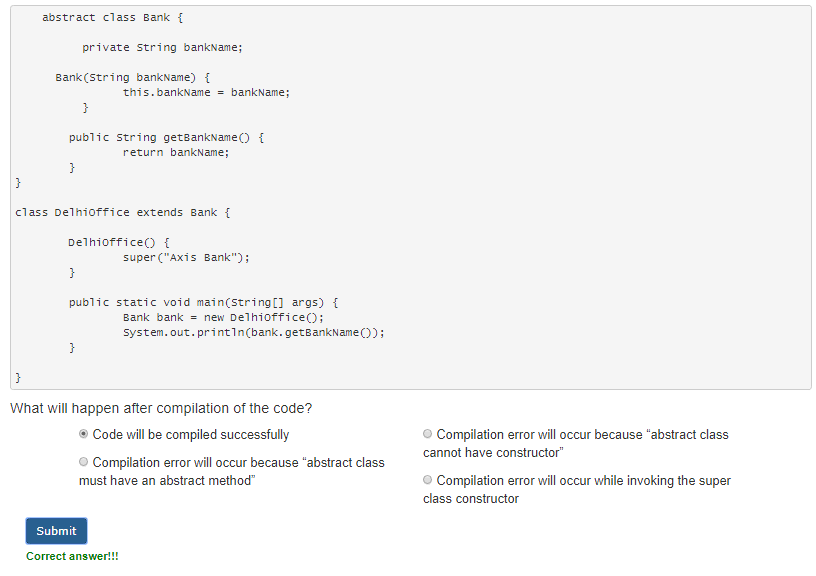 abstract class Bank {
private String bankName;
Bank(String bankName) {
this.bankName = bankName;
}
public String getBankName() {
return bankName;
}
}
class DelhiOffice extends Bank {
DelhiOffice() {
super("Axis Bank");
}
public static void main(String[] args) {
Bank bank = new DelhiOffice();
System.out.println(bank.getBankName());
}
}
What will happen after compilation of the code?
Code will be compiled successfully
Compilation error will occur because “abstract class
must have an abstract method”
Compilation error will occur because “abstract class
cannot have constructor”
Compilation error will occur while invoking the super
class constructor
Submit
Correct answer!!!